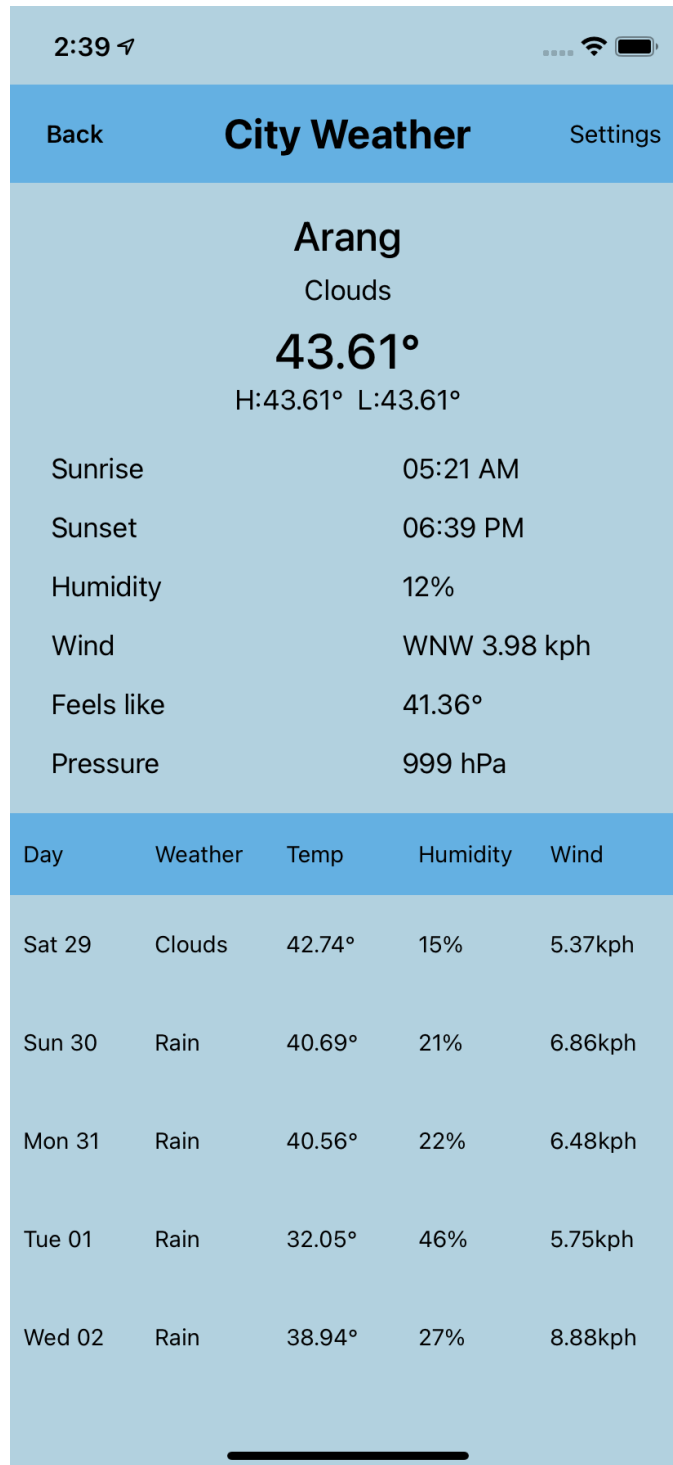 2:39
Back City Weather Settings
Arang
Clouds
43.61°
H:43.61° L:43.61°
Sunrise 05:21 AM
Sunset 06:39 PM
Humidity 12%
Wind WNW 3.98 kph
Feels like 41.36°
Pressure 999 hPa
Day Weather Temp Humidity Wind
Sat 29 Clouds 42.74° 15% 5.37kph
Sun 30 Rain 40.69° 21% 6.86kph
Mon 31 Rain 40.56° 22% 6.48kph
Tue 01 Rain 32.05° 46% 5.75kph
Wed 02 Rain 38.94° 27% 8.88kph